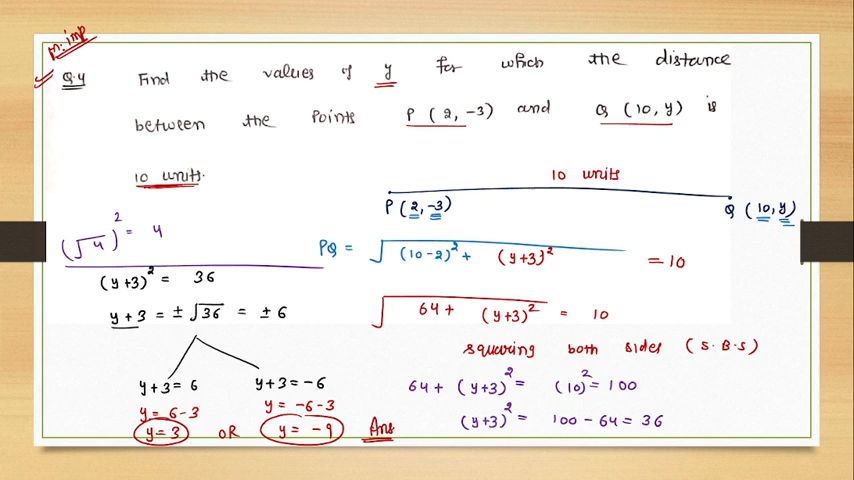 M. imp
Q.4 Find the values of y for which the distance
between the points P (2, -3) and Q (10, y) is
10 units.
10 units
P (2, -3)
Q (10, y)
PQ = √((10-2)² + (y+3)²) = 10
√(64 + (y+3)²) = 10
squaring both sides (S.B.S)
64 + (y+3)² = (10)² = 100
(y+3)² = 100 - 64 = 36
(√4)² = 4
(y+3)² = 36
y+3 = ± √36 = ± 6
y+3 = 6 y+3 = -6
y = 6-3 y = -6-3
y = 3 OR y = -9 Ans